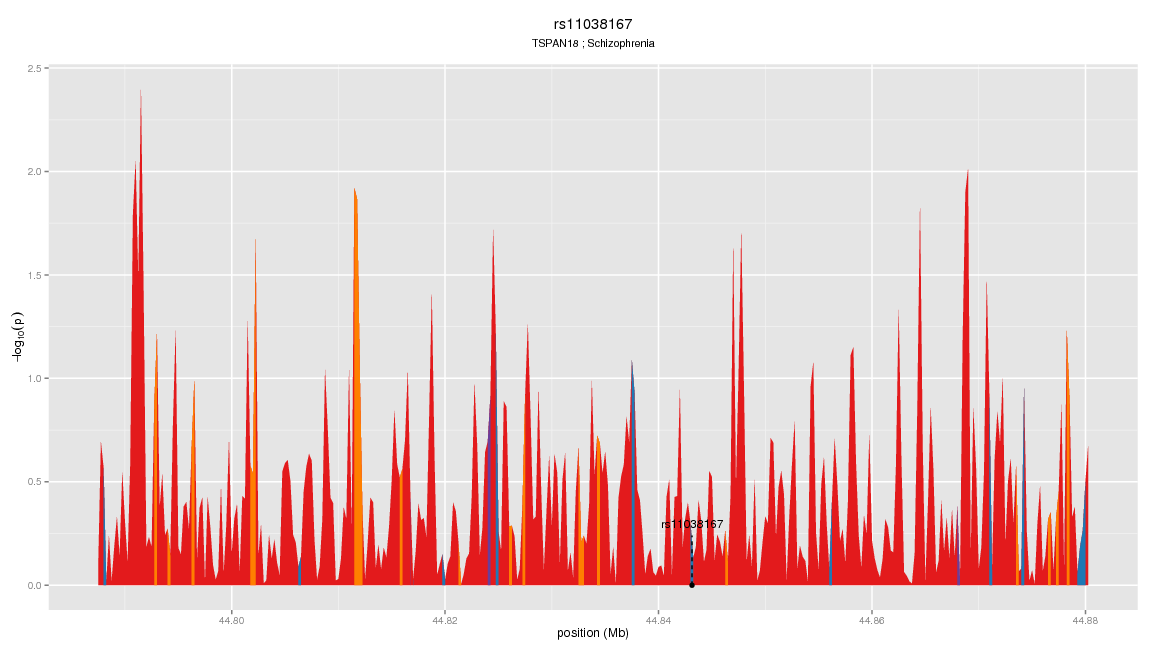 rs11038167
TSPAN18 ; Schizophrenia
2.5
2.0
1.5
1.0
0.5
0.0
−log10(p)
rs11038167
44.80 44.82 44.84 44.86 44.88
position (Mb)